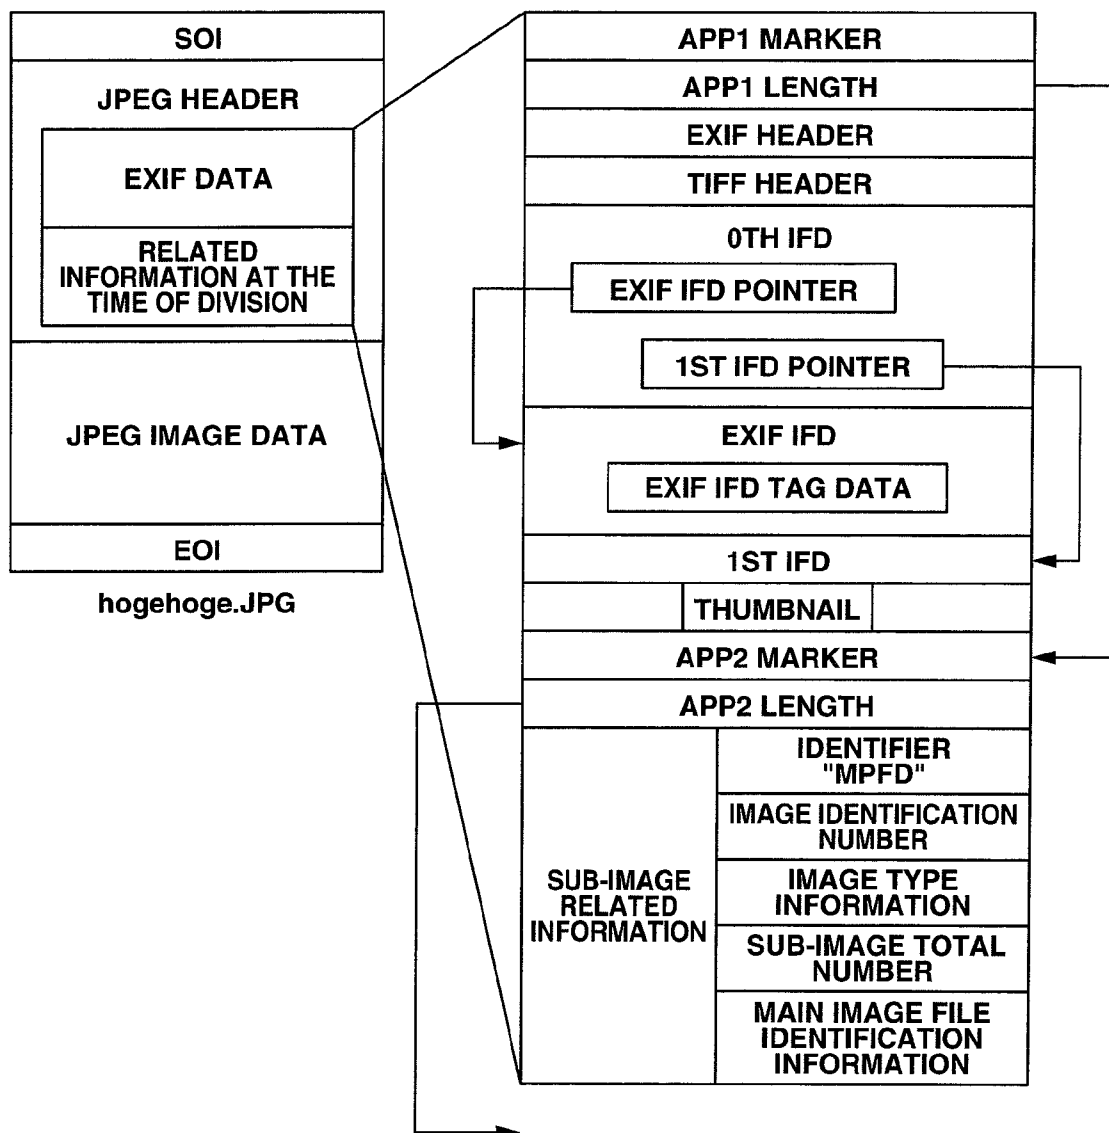 SOI
JPEG HEADER
EXIF DATA
RELATED
INFORMATION AT THE
TIME OF DIVISION
JPEG IMAGE DATA
EOI
hogehoge.JPG
APP1 MARKER
APP1 LENGTH
EXIF HEADER
TIFF HEADER
0TH IFD
EXIF IFD POINTER
1ST IFD POINTER
EXIF IFD
EXIF IFD TAG DATA
1ST IFD
THUMBNAIL
APP2 MARKER
APP2 LENGTH
SUB-IMAGE
RELATED
INFORMATION
IDENTIFIER
"MPFD"
IMAGE IDENTIFICATION
NUMBER
IMAGE TYPE
INFORMATION
SUB-IMAGE TOTAL
NUMBER
MAIN IMAGE FILE
IDENTIFICATION
INFORMATION